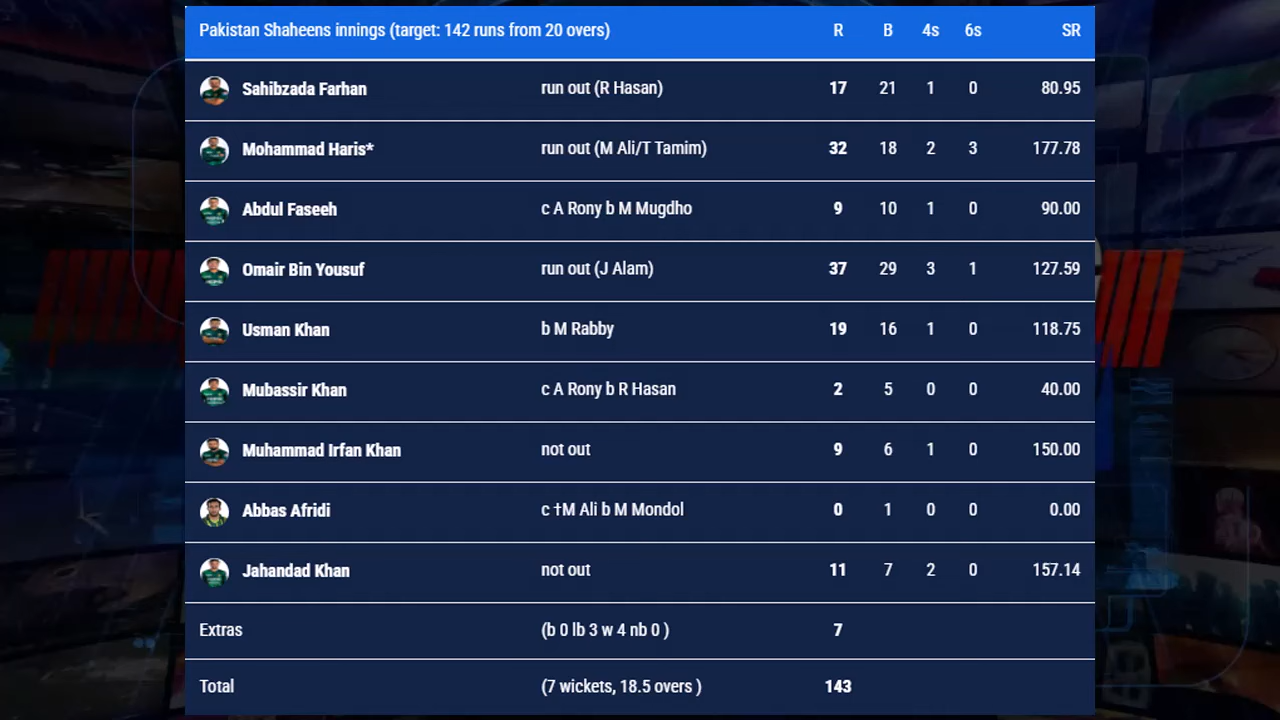 Pakistan Shaheens innings (target: 142 runs from 20 overs) R B 4s 6s SR
Sahibzada Farhan run out (R Hasan) 17 21 1 0 80.95
Mohammad Haris* run out (M Ali/T Tamim) 32 18 2 3 177.78
Abdul Faseeh c A Rony b M Mugdho 9 10 1 0 90.00
Omair Bin Yousuf run out (J Alam) 37 29 3 1 127.59
Usman Khan b M Rabby 19 16 1 0 118.75
Mubassir Khan c A Rony b R Hasan 2 5 0 0 40.00
Muhammad Irfan Khan not out 9 6 1 0 150.00
Abbas Afridi c †M Ali b M Mondol 0 1 0 0 0.00
Jahandad Khan not out 11 7 2 0 157.14
Extras (b 0 lb 3 w 4 nb 0 ) 7
Total (7 wickets, 18.5 overs ) 143